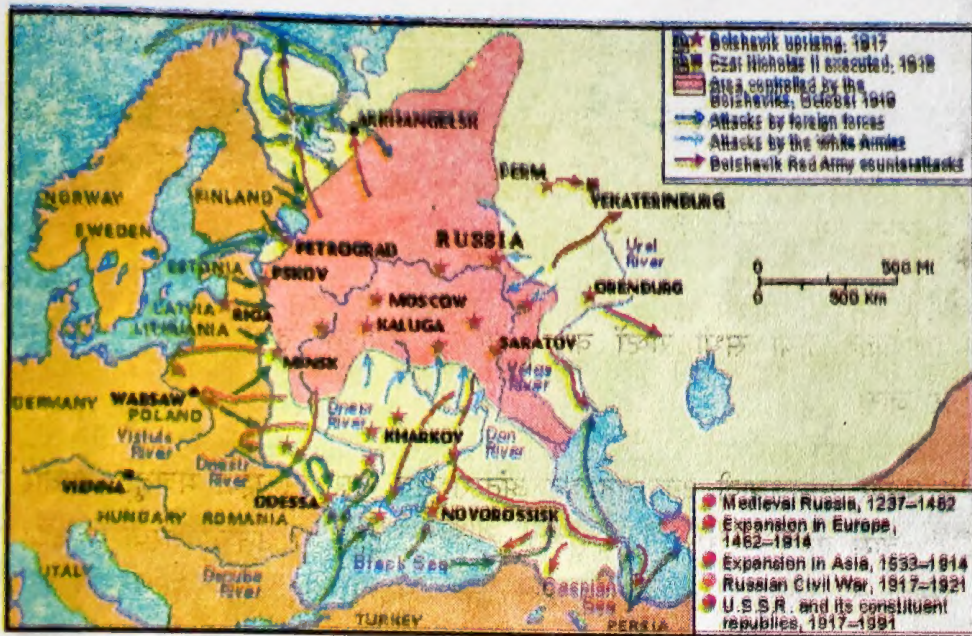 Bolshevik uprising, 1917
Czar Nicholas II executed, 1918
Area controlled by the
Bolsheviks, October 1919
Attacks by foreign forces
Attacks by the White Armies
Bolshevik Red Army counterattacks
ARKHANGELSK
PERM
YEKATERINBURG
NORWAY
FINLAND
SWEDEN
PETROGRAD
RUSSIA
Ural
River
ESTONIA
PSKOV
0 500 Mi
0 500 Km
ORENBURG
LATVIA
RIGA
MOSCOW
LITHUANIA
KALUGA
MINSK
SARATOV
Volga
River
GERMANY
WARSAW
POLAND
Vistula
River
Dnepr
River
KHARKOV
Don
River
Dnestr
River
VIENNA
ODESSA
HUNGARY
ROMANIA
NOVOROSSISK
ITALY
Danube
River
Black Sea
Caspian
Sea
TURKEY
PERSIA
Medieval Russia, 1237–1462
Expansion in Europe,
1462–1914
Expansion in Asia, 1533–1914
Russian Civil War, 1917–1921
U.S.S.R. and its constituent
republics, 1917–1991